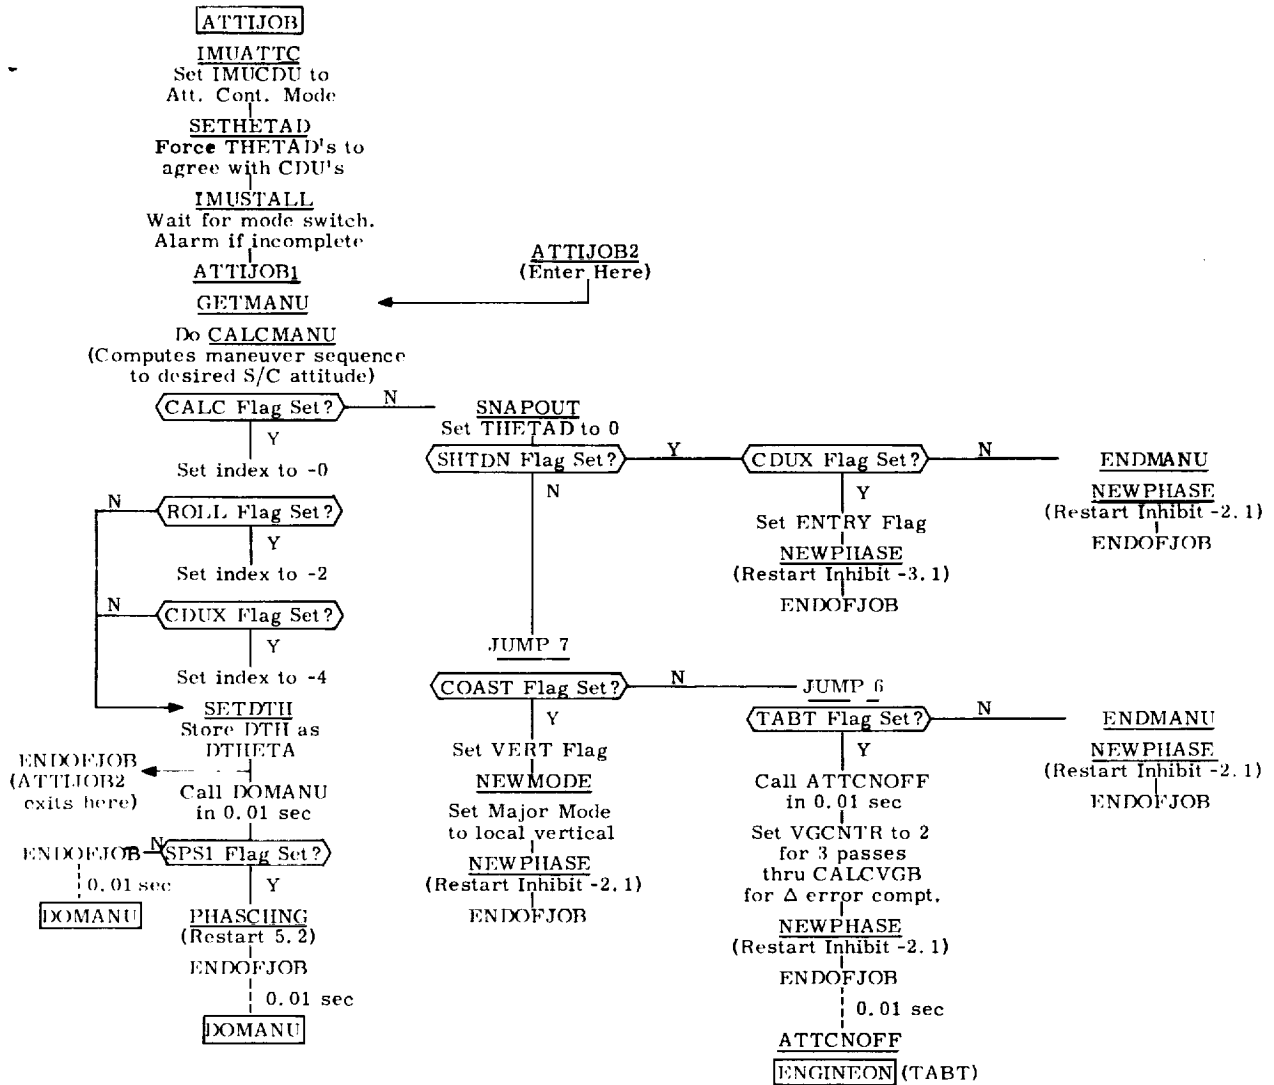 ATTIJOB
IMUATTC
Set IMUCDU to
Att. Cont. Mode
SETHETAD
Force THETAD's to
agree with CDU's
IMUSTALL
Wait for mode switch.
Alarm if incomplete
ATTIJOB1
ATTIJOB2
(Enter Here)
GETMANU
Do CALCMANU
(Computes maneuver sequence
to desired S/C attitude)
CALC Flag Set?
N
Y
Set index to -0
ROLL Flag Set?
N
Y
Set index to -2
CDUX Flag Set?
N
Y
Set index to -4
SETDTH
Store DTH as
DTHETA
ENDOFJOB
(ATTIJOB2
exits here)
Call DOMANU
in 0.01 sec
SPS1 Flag Set?
N
ENDOFJOB
0.01 sec
DOMANU
Y
PHASCHNG
(Restart 5.2)
ENDOFJOB
0.01 sec
DOMANU
SNAPOUT
Set THETAD to 0
SHTDN Flag Set?
Y
N
CDUX Flag Set?
N
Y
Set ENTRY Flag
NEWPHASE
(Restart Inhibit -3.1)
ENDOFJOB
ENDMANU
NEWPHASE
(Restart Inhibit -2.1)
ENDOFJOB
JUMP 7
COAST Flag Set?
N
Y
Set VERT Flag
NEWMODE
Set Major Mode
to local vertical
NEWPHASE
(Restart Inhibit -2.1)
ENDOFJOB
JUMP 6
TABT Flag Set?
N
Y
Call ATTCNOFF
in 0.01 sec
Set VGCNTR to 2
for 3 passes
thru CALCVGB
for Δ error compt.
NEWPHASE
(Restart Inhibit -2.1)
ENDOFJOB
0.01 sec
ATTCNOFF
ENGINEON (TABT)
ENDMANU
NEWPHASE
(Restart Inhibit -2.1)
ENDOFJOB